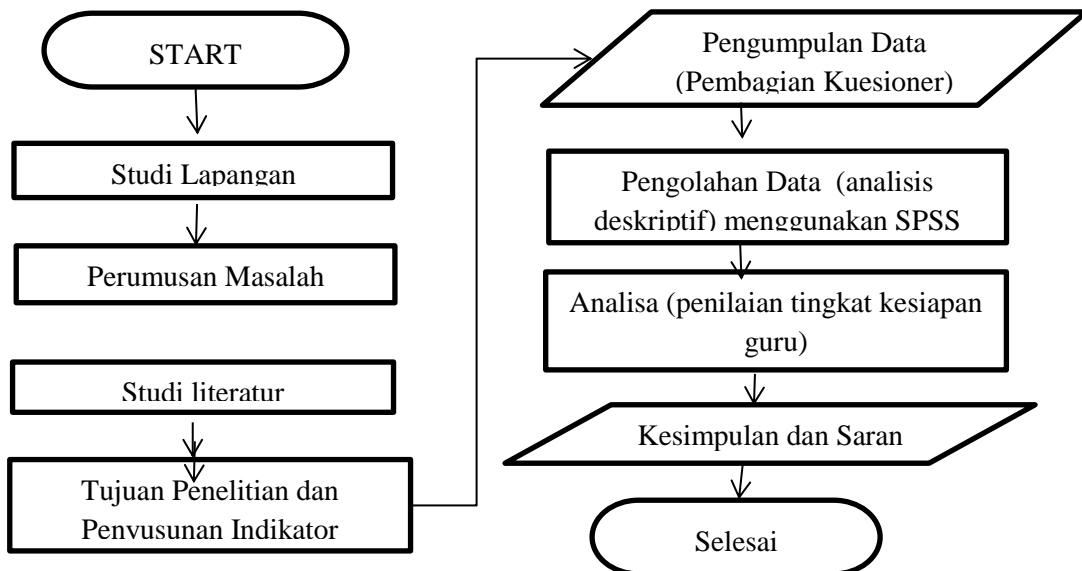 START
Studi Lapangan
Perumusan Masalah
Studi literatur
Tujuan Penelitian dan
Penyusunan Indikator
Pengumpulan Data
(Pembagian Kuesioner)
Pengolahan Data (analisis
deskriptif) menggunakan SPSS
Analisa (penilaian tingkat kesiapan
guru)
Kesimpulan dan Saran
Selesai